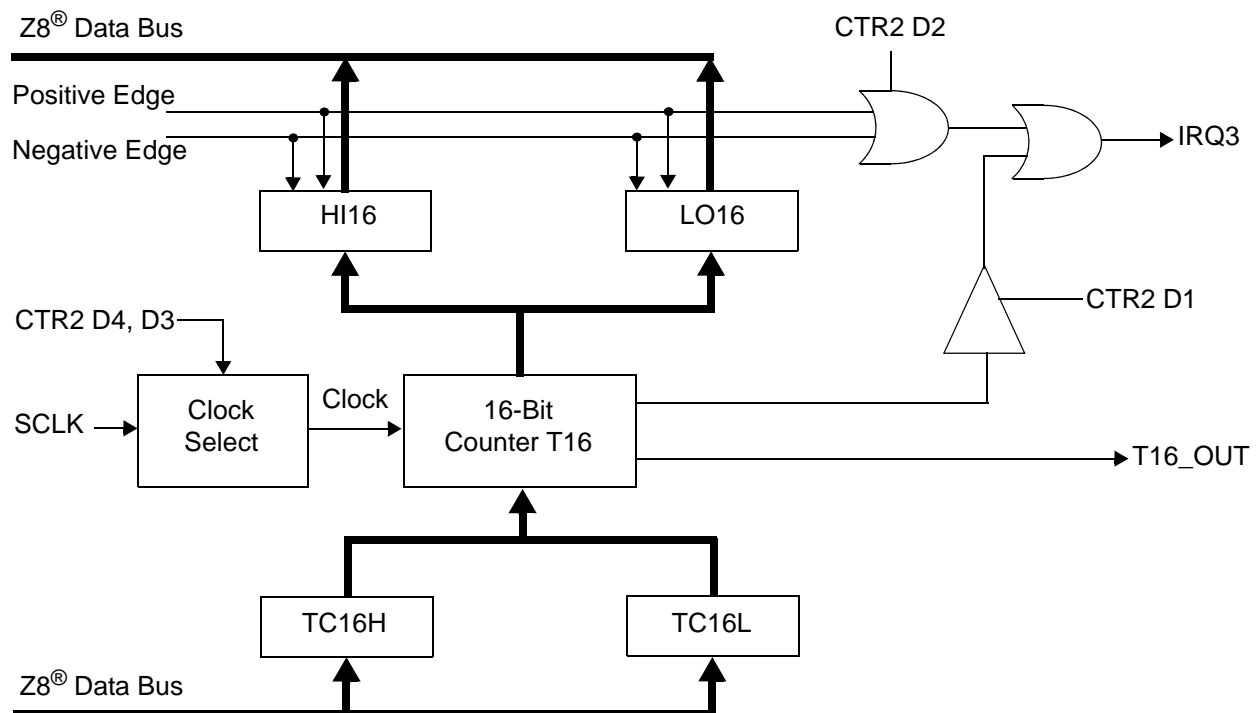 Z8® Data Bus
CTR2 D2
Positive Edge
Negative Edge
IRQ3
HI16
LO16
CTR2 D4, D3
CTR2 D1
SCLK
Clock
Select
Clock
16-Bit
Counter T16
T16_OUT
TC16H
TC16L
Z8® Data Bus